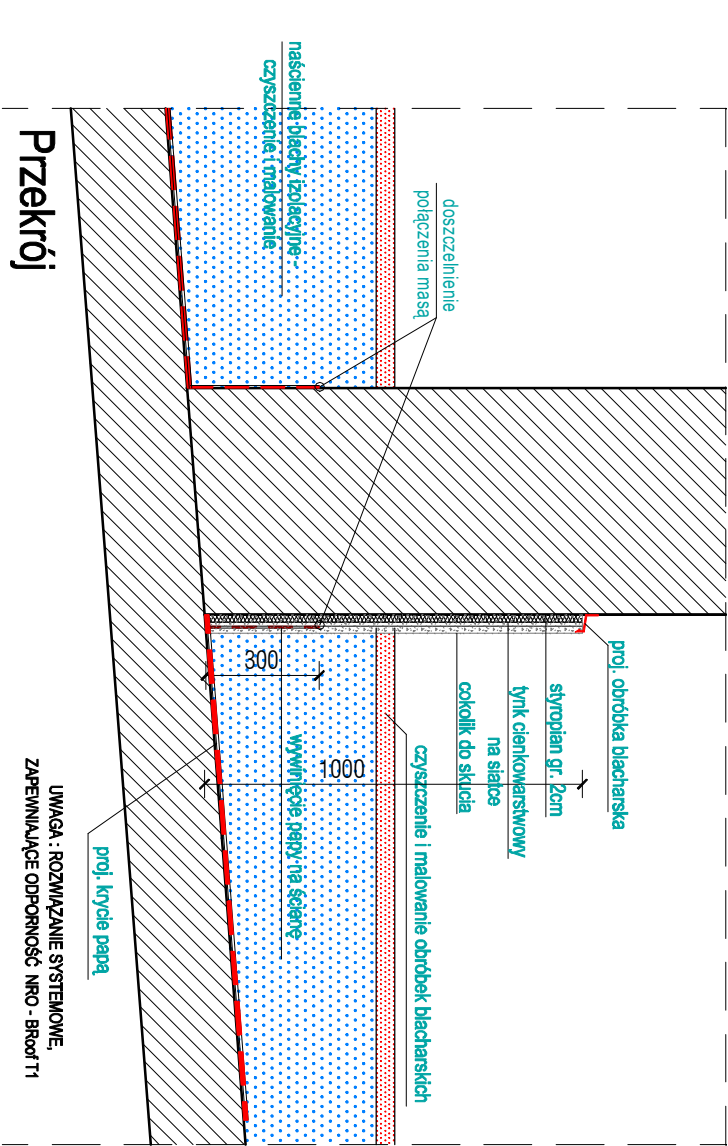 naścienne blachy izolacyjne -
czyszczenie i malowanie
doszczelnienie
połączenia masą
proj. obróbka blacharska
styropian gr. 2cm
tynk cienkowarstwowy
na siatce
cokolik do skucia
czyszczenie i malowanie obróbek blacharskich
300
1000
wywinięcie papy na ścianę
proj. krycie papą
UWAGA : ROZWIĄZANIE SYSTEMOWE,
ZAPEWNIAJĄCE ODPORNOŚĆ NRO - BRoof T1
Przekrój